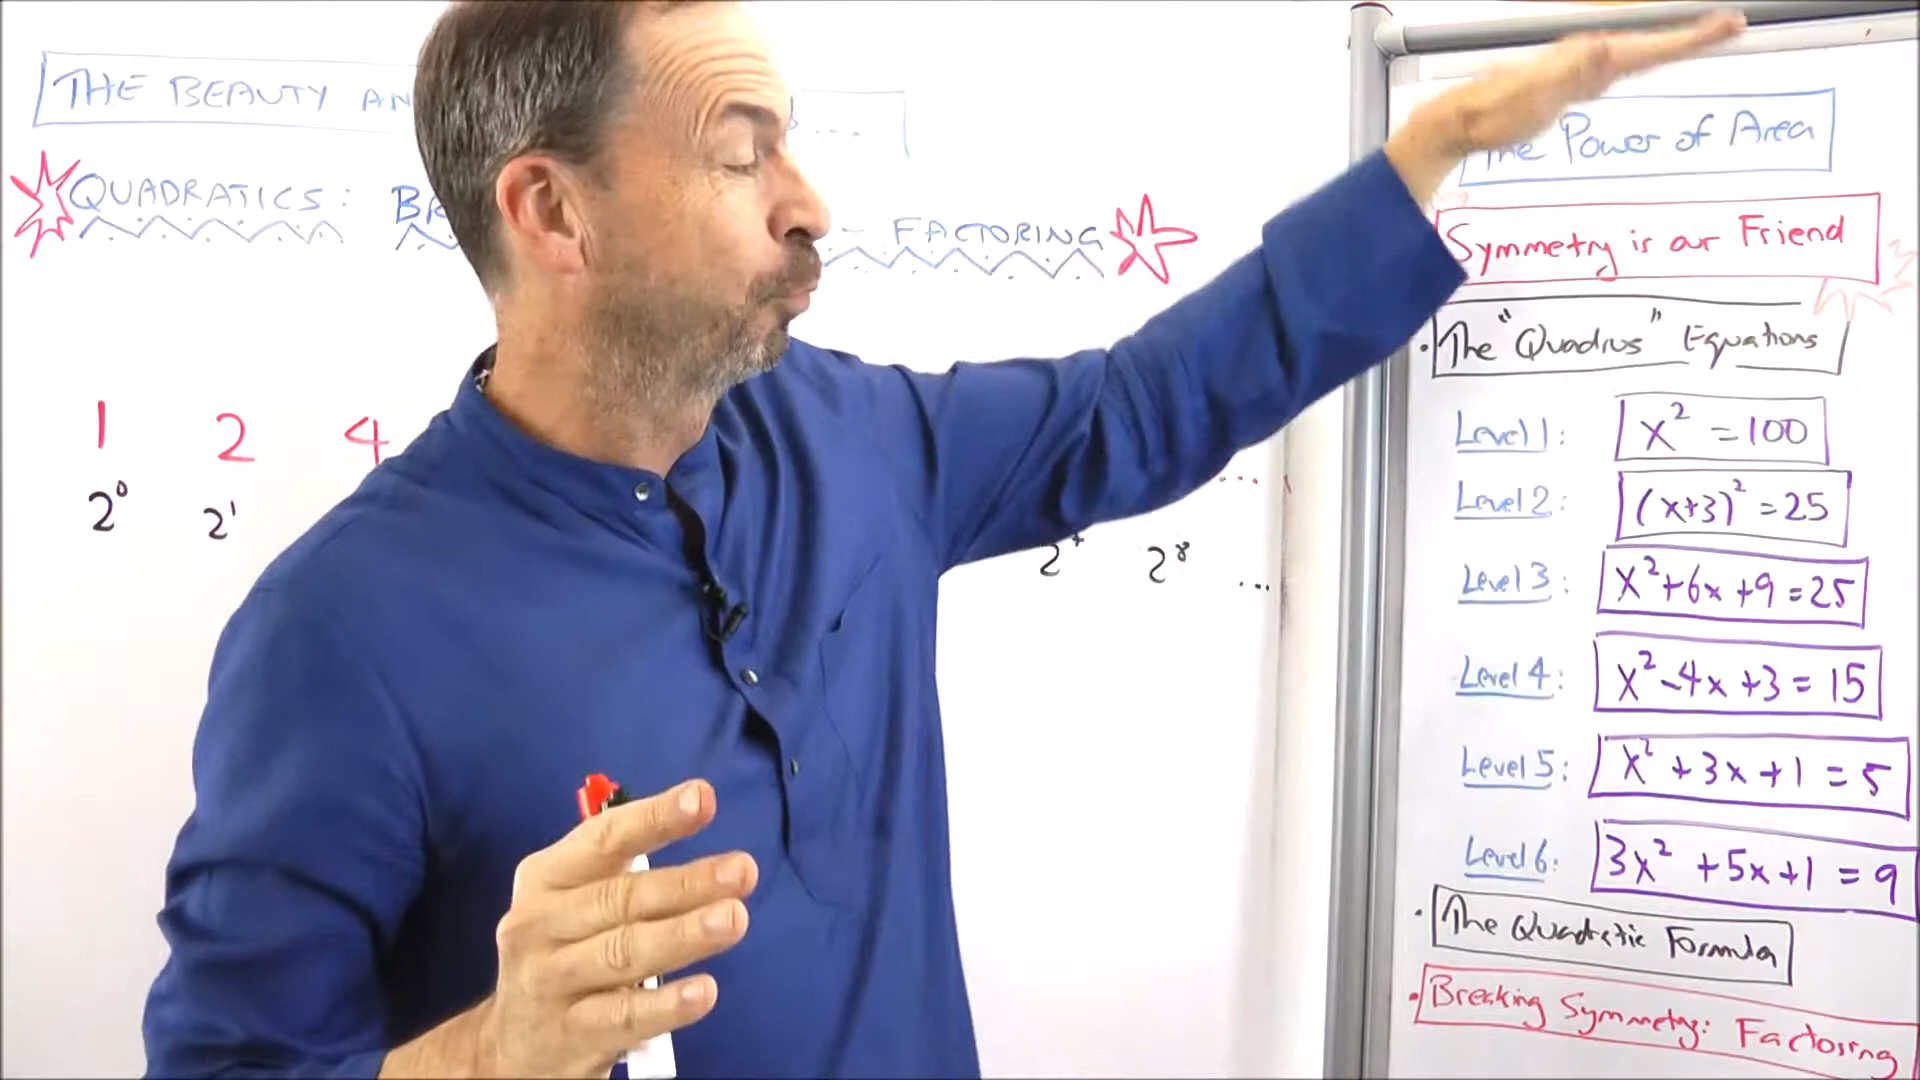 THE BEAUTY AN
...
QUADRATICS: BR - FACTORING
1 2 4 ...
2⁰ 2¹ 2⁸ ...
The Power of Area
Symmetry is our Friend
• The "Quadrus" Equations
Level 1: x² = 100
Level 2: (x+3)² = 25
Level 3: x²+6x+9=25
Level 4: x²-4x+3=15
Level 5: x²+3x+1=5
Level 6: 3x²+5x+1=9
• The Quadratic Formula
• Breaking Symmetry: Factoring